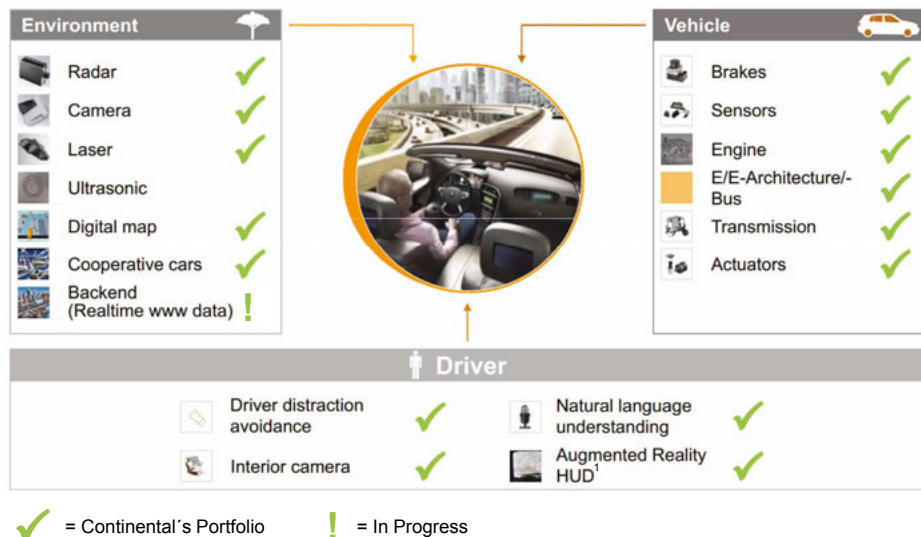 Environment
Radar
Camera
Laser
Ultrasonic
Digital map
Cooperative cars
Backend
(Realtime www data)
Vehicle
Brakes
Sensors
Engine
E/E-Architecture/-
Bus
Transmission
Actuators
Driver
Driver distraction
avoidance
Interior camera
Natural language
understanding
Augmented Reality
HUD¹
= Continental´s Portfolio
= In Progress